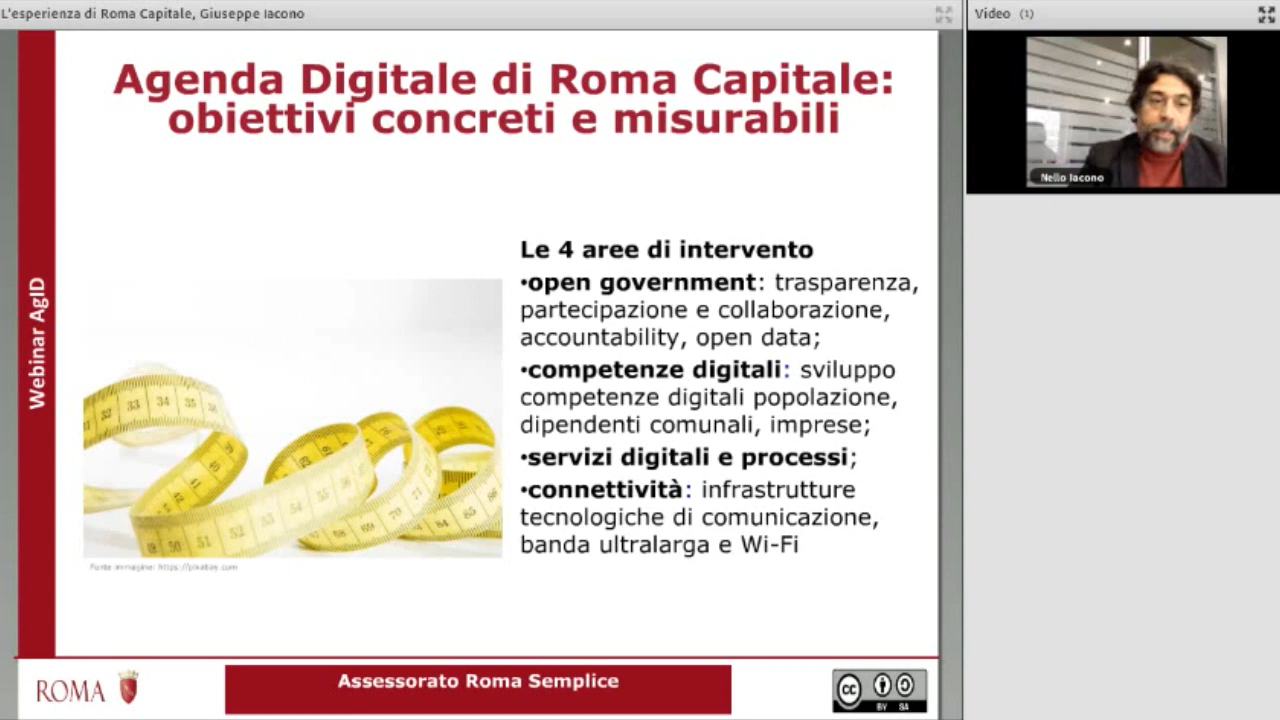 L'esperienza di Roma Capitale, Giuseppe Iacono
Video (1)
Nello Iacono
Agenda Digitale di Roma Capitale:
obiettivi concreti e misurabili
Webinar AgID
Le 4 aree di intervento
•open government: trasparenza,
partecipazione e collaborazione,
accountability, open data;
•competenze digitali: sviluppo
competenze digitali popolazione,
dipendenti comunali, imprese;
•servizi digitali e processi;
•connettività: infrastrutture
tecnologiche di comunicazione,
banda ultralarga e Wi-Fi
Fonte immagine: https://pixabay.com
ROMA
Assessorato Roma Semplice
cc
BY SA